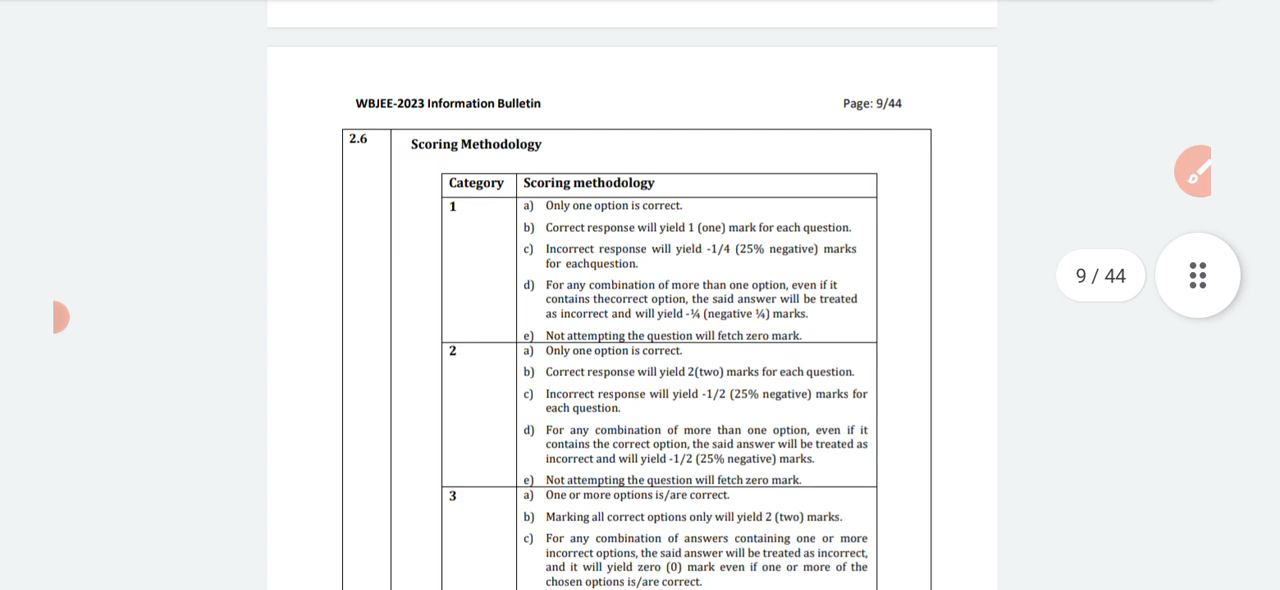 WBJEE-2023 Information Bulletin
Page: 9/44
2.6
Scoring Methodology
Category
Scoring methodology
1
a) Only one option is correct.
b) Correct response will yield 1 (one) mark for each question.
c) Incorrect response will yield -1/4 (25% negative) marks
for eachquestion.
d) For any combination of more than one option, even if it
contains thecorrect option, the said answer will be treated
as incorrect and will yield -¼ (negative ¼) marks.
e) Not attempting the question will fetch zero mark.
2
a) Only one option is correct.
b) Correct response will yield 2(two) marks for each question.
c) Incorrect response will yield -1/2 (25% negative) marks for
each question.
d) For any combination of more than one option, even if it
contains the correct option, the said answer will be treated as
incorrect and will yield -1/2 (25% negative) marks.
e) Not attempting the question will fetch zero mark.
3
a) One or more options is/are correct.
b) Marking all correct options only will yield 2 (two) marks.
c) For any combination of answers containing one or more
incorrect options, the said answer will be treated as incorrect,
and it will yield zero (0) mark even if one or more of the
chosen options is/are correct.
9 / 44